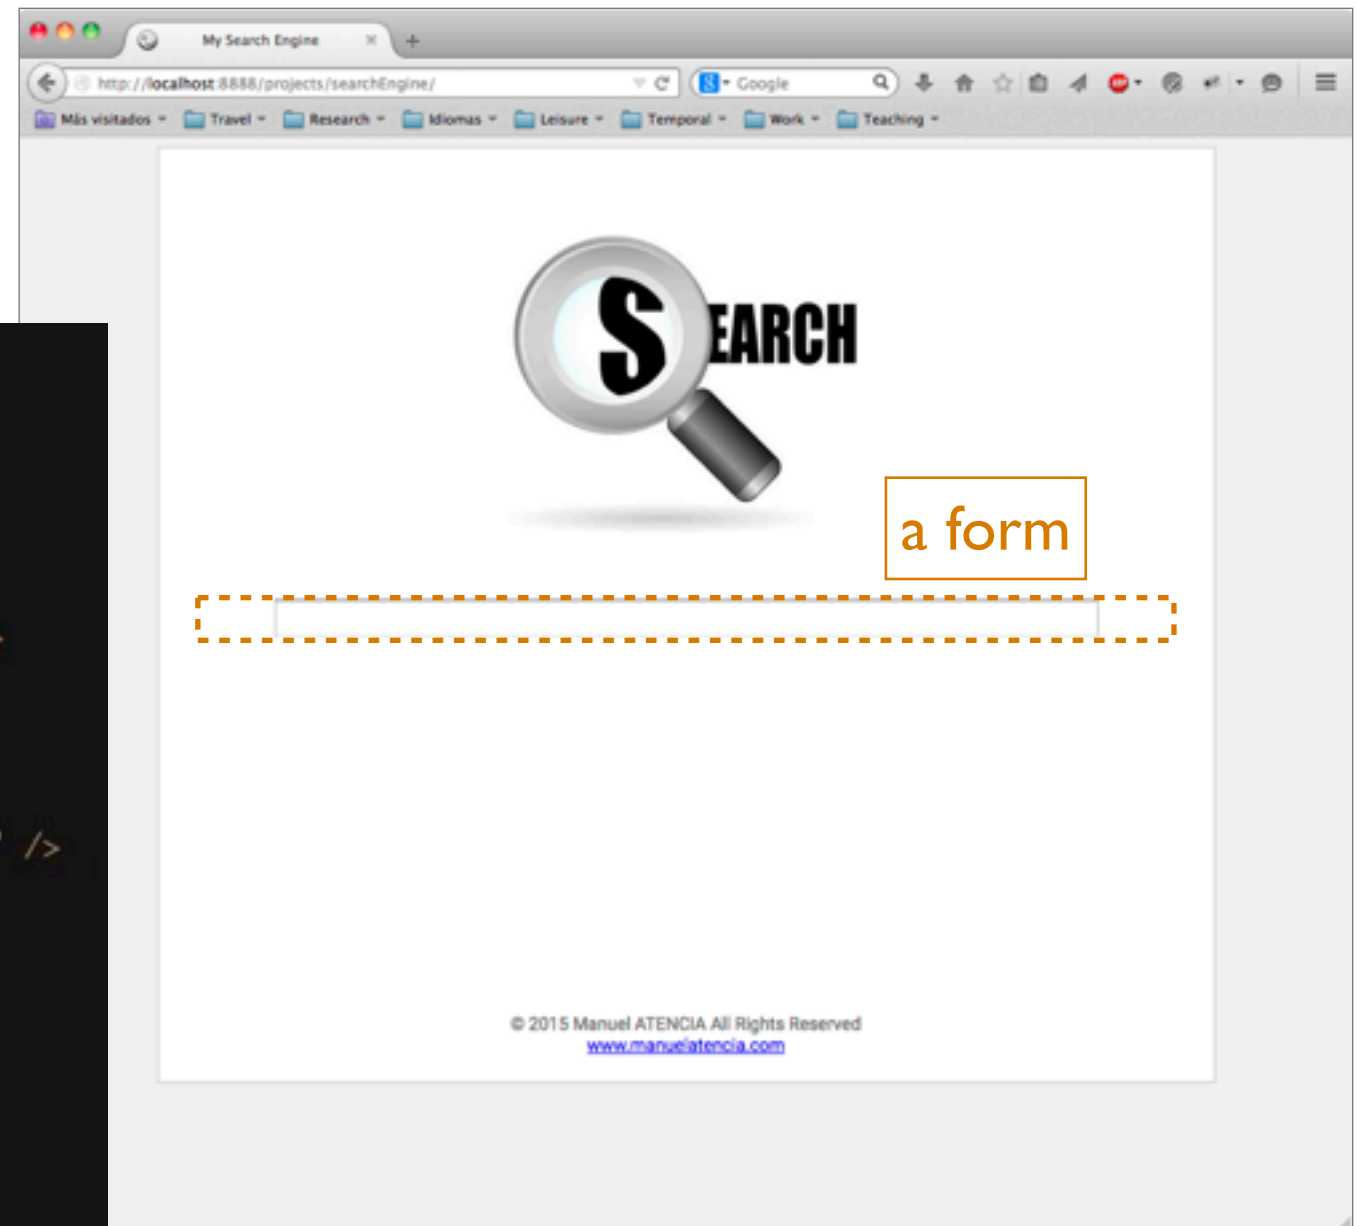 My Search Engine
http://localhost:8888/projects/searchEngine/
Google
Más visitados
Travel
Research
Idiomas
Leisure
Temporal
Work
Teaching
SEARCH
a form
/>
© 2015 Manuel ATENCIA All Rights Reserved
www.manuelatencia.com